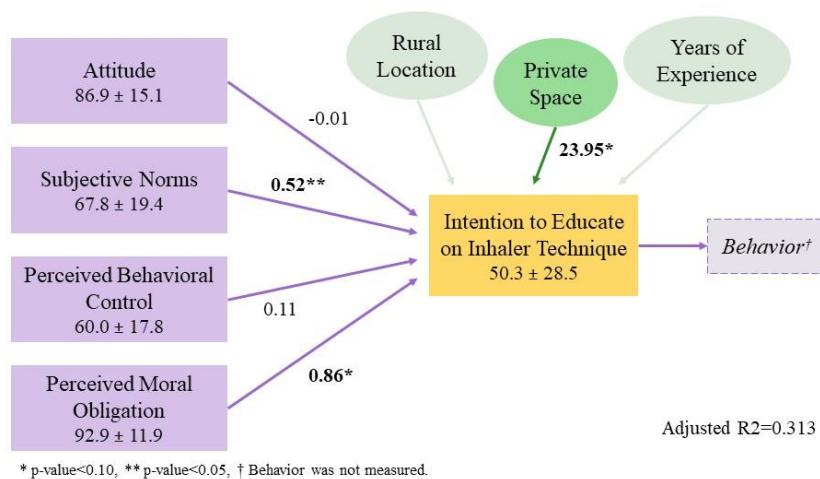 Attitude
86.9 ± 15.1
Subjective Norms
67.8 ± 19.4
Perceived Behavioral
Control
60.0 ± 17.8
Perceived Moral
Obligation
92.9 ± 11.9
-0.01
0.52**
0.11
0.86*
Rural
Location
Private
Space
Years of
Experience
23.95*
Intention to Educate
on Inhaler Technique
50.3 ± 28.5
Behavior†
Adjusted R2=0.313
* p-value<0.10, ** p-value<0.05, † Behavior was not measured.